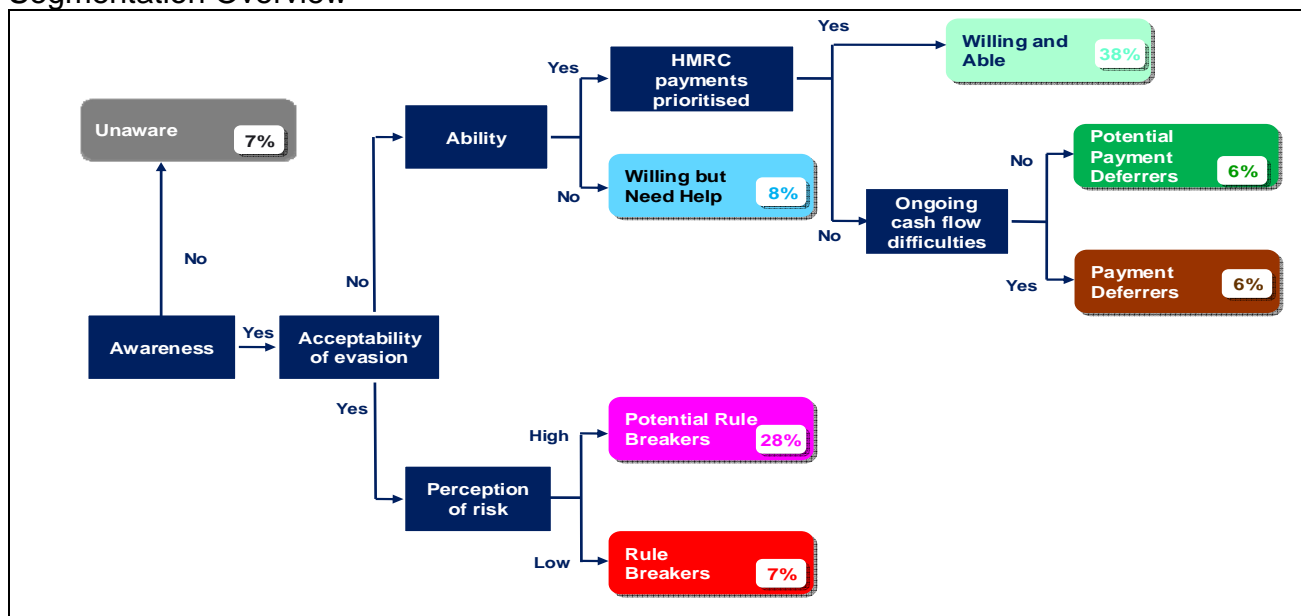 Segmentation Overview
Yes
HMRC
payments
prioritised
Yes
Willing and
Able
38%
Unaware
7%
Ability
No
Willing but
Need Help
8%
No
Ongoing
cash flow
difficulties
No
Potential
Payment
Deferrers
6%
Yes
Payment
Deferrers
6%
No
No
Awareness
Yes
Acceptability
of evasion
Yes
Perception
of risk
High
Potential Rule
Breakers
28%
Low
Rule
Breakers
7%